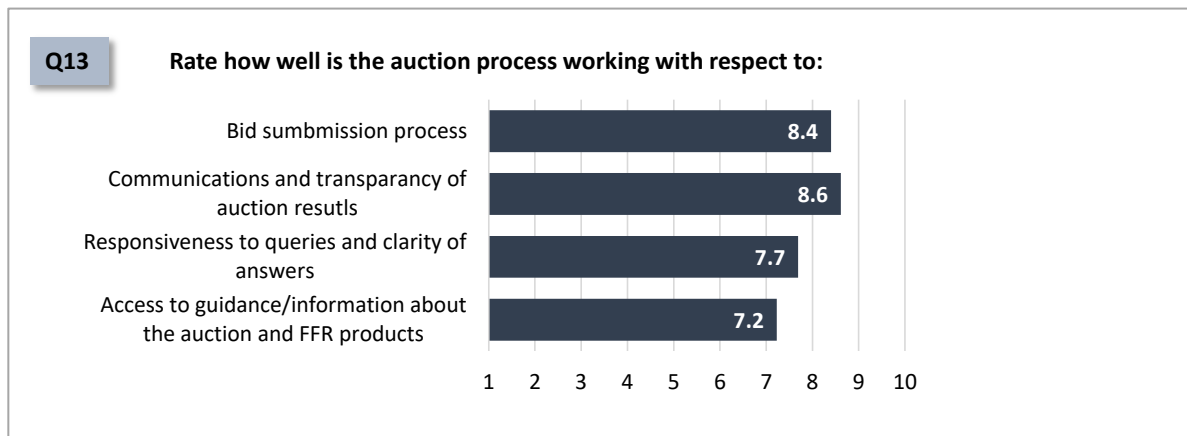 Q13 Rate how well is the auction process working with respect to:
Bid sumbmission process 8.4
Communications and transparancy of
auction resutls 8.6
Responsiveness to queries and clarity of
answers 7.7
Access to guidance/information about
the auction and FFR products 7.2
1 2 3 4 5 6 7 8 9 10